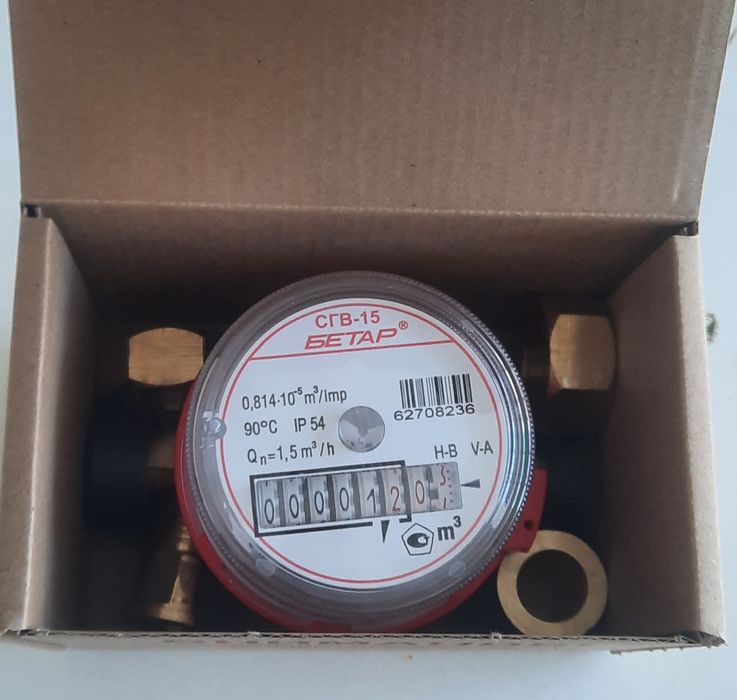 СГВ-15
БЕТАР®
0,814·10⁻⁵ m³/imp
62708236
90°C IP 54
Qn=1,5 m³/h
H-B V-A
0000120
m³